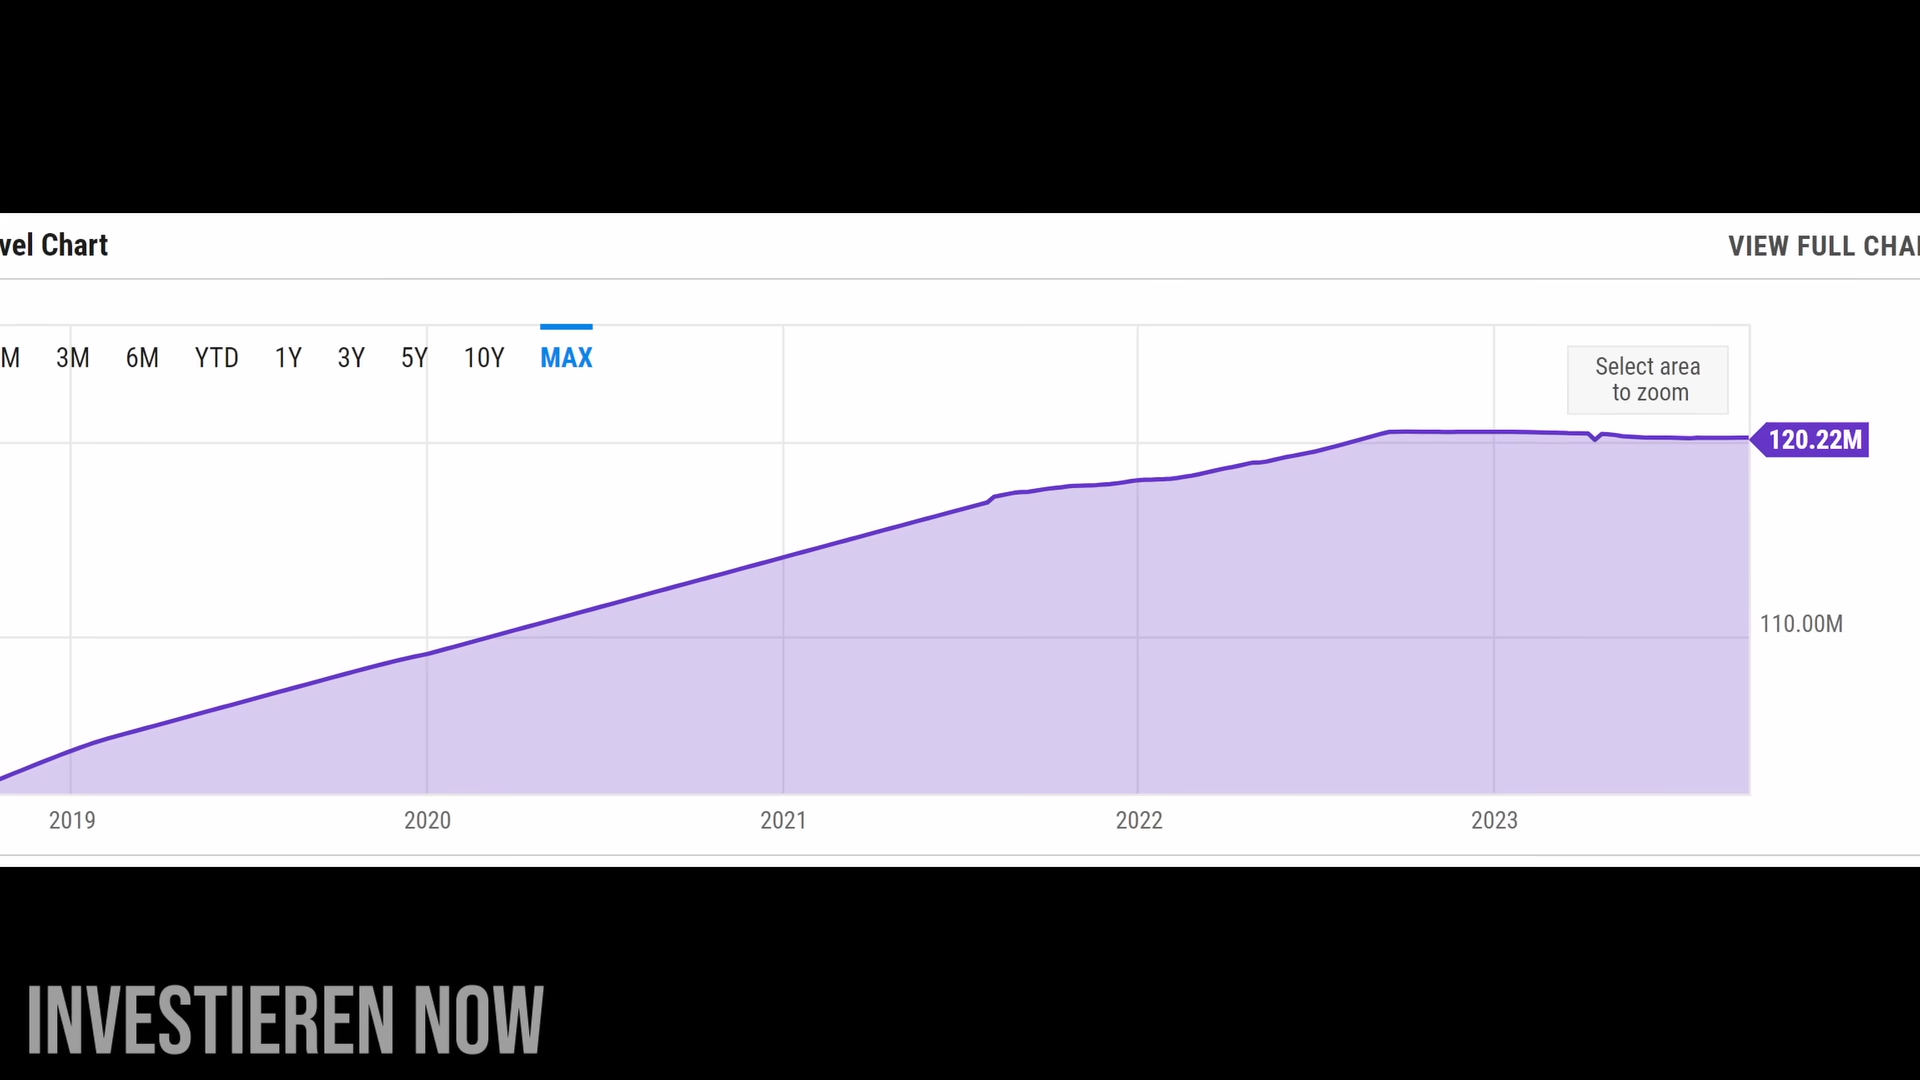 vel Chart
VIEW FULL CHA
M 3M 6M YTD 1Y 3Y 5Y 10Y MAX
Select area
to zoom
120.22M
110.00M
2019 2020 2021 2022 2023
INVESTIEREN NOW